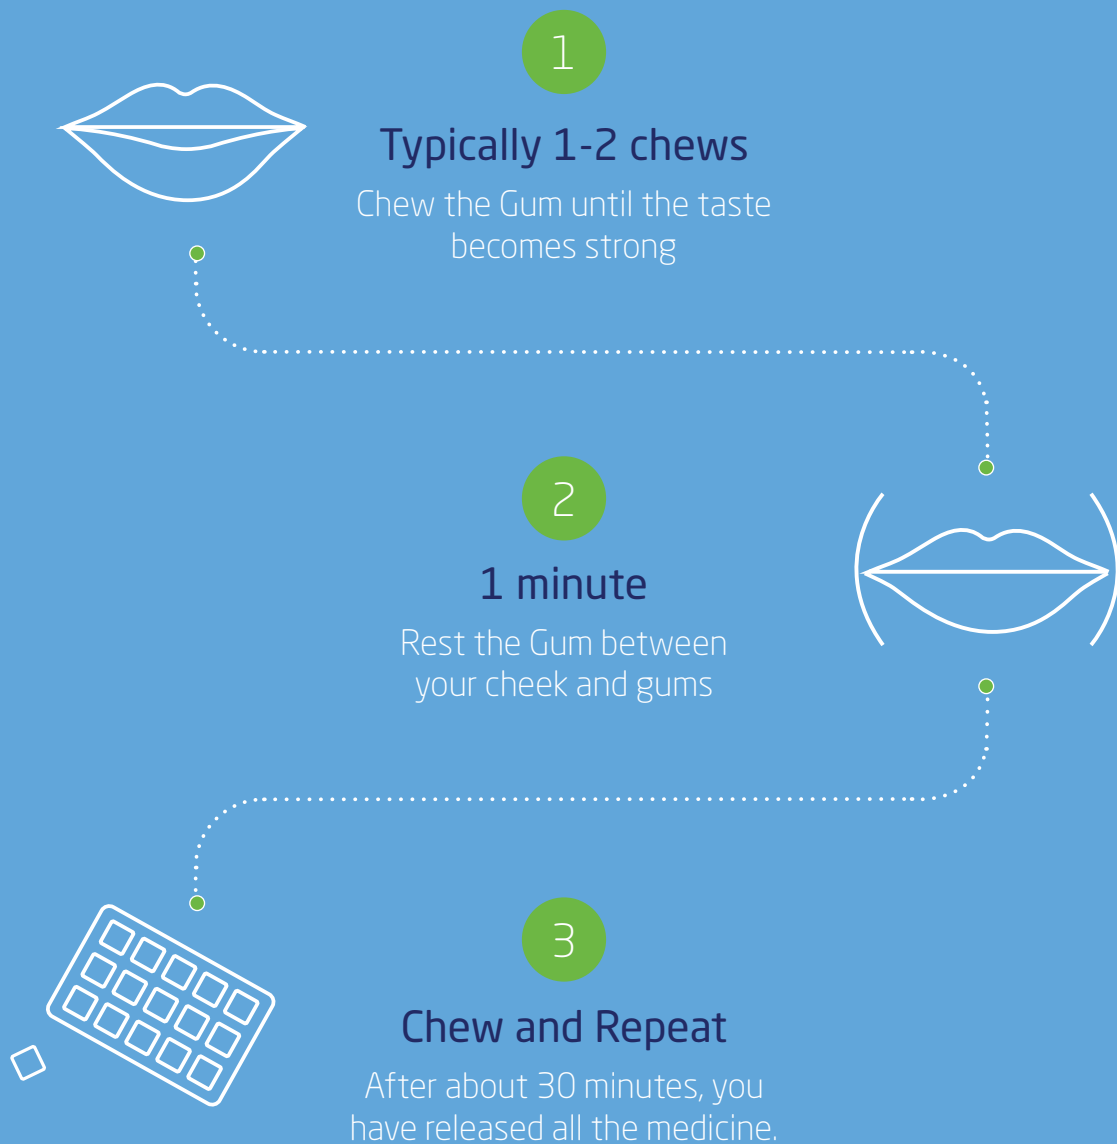 1
Typically 1-2 chews
Chew the Gum until the taste
becomes strong
2
1 minute
Rest the Gum between
your cheek and gums
3
Chew and Repeat
After about 30 minutes, you
have released all the medicine.